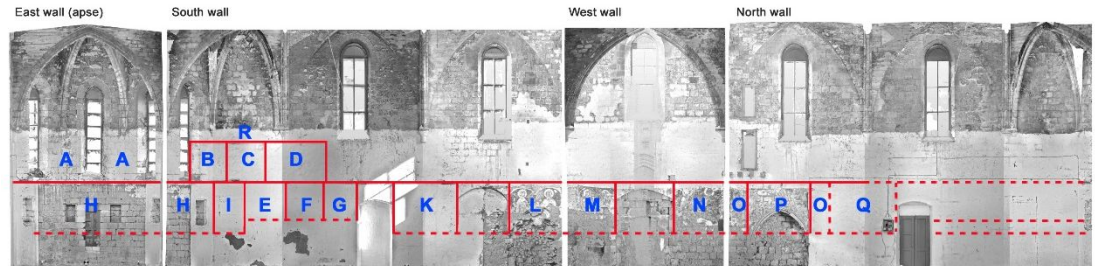 East wall (apse) South wall West wall North wall
R
A A B C D
H H I E F G K L M N O P O Q